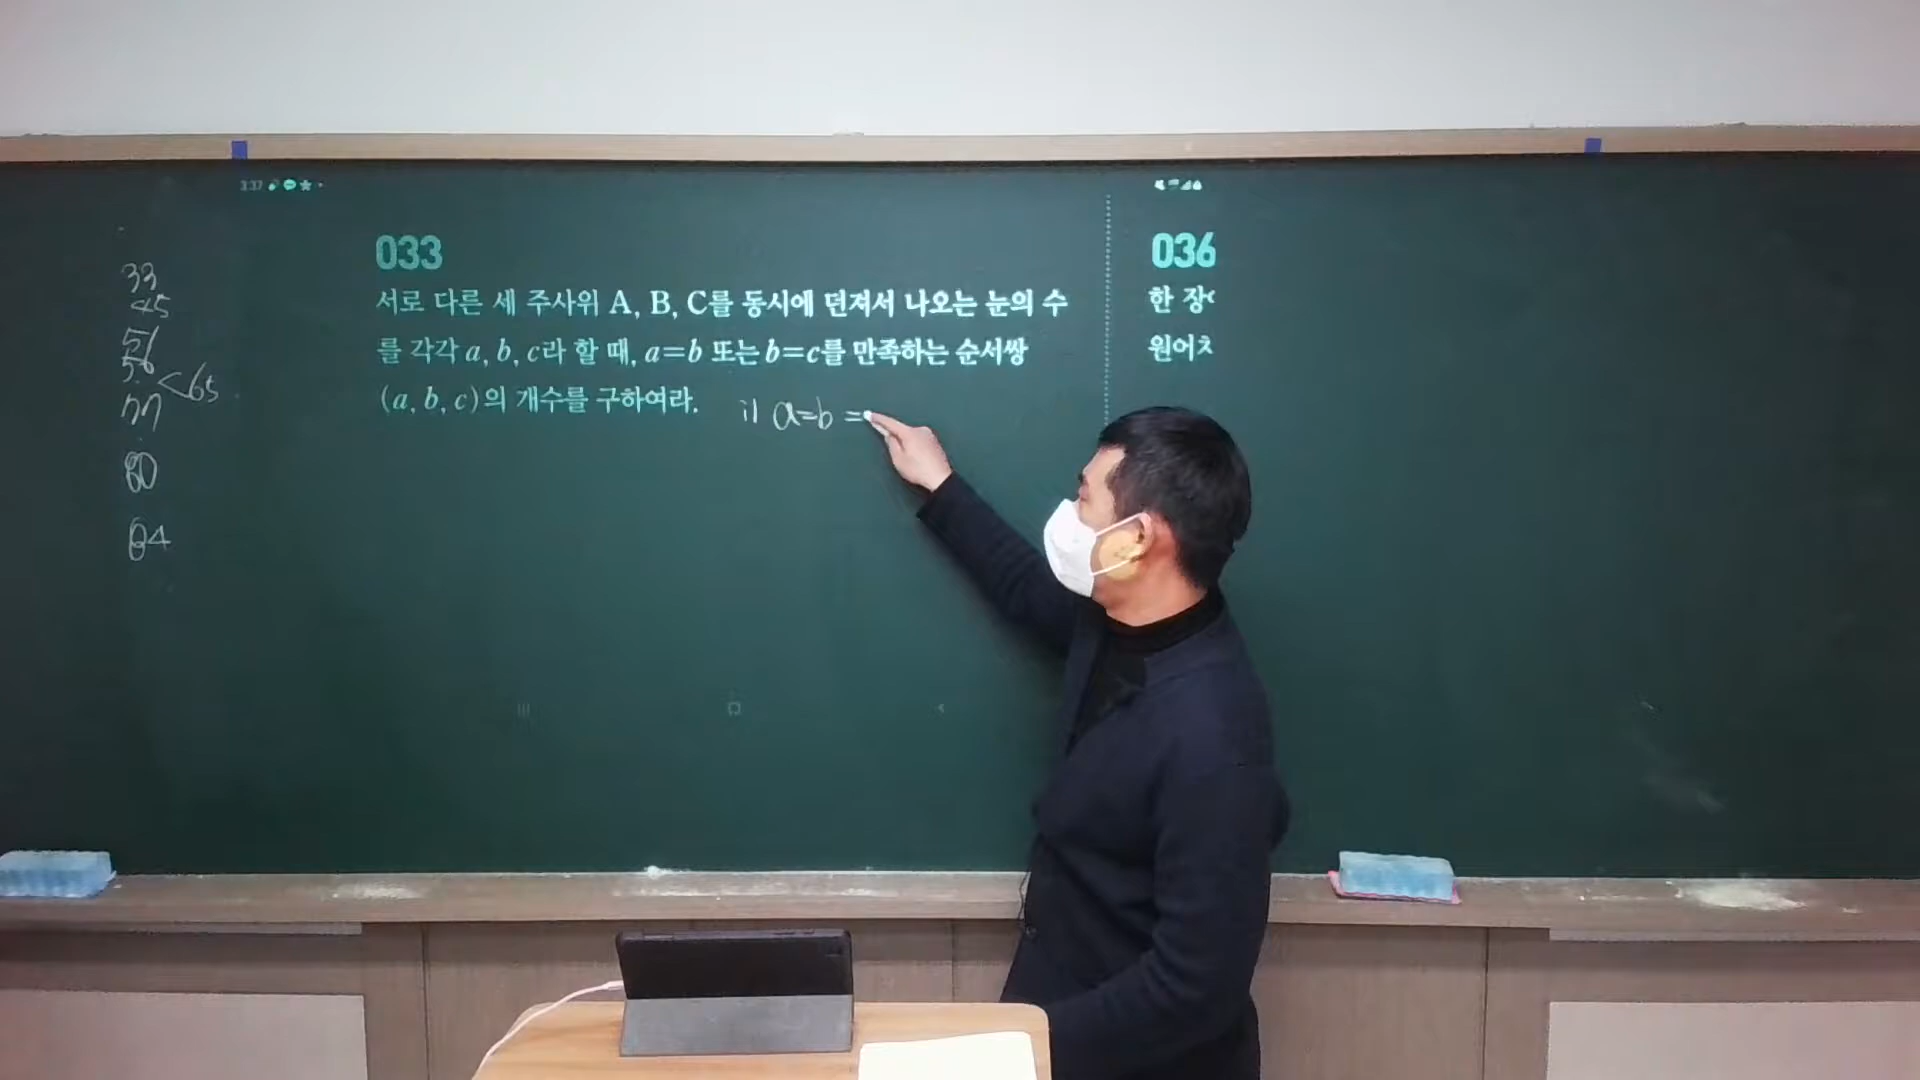 3:37
033
서로 다른 세 주사위 A, B, C를 동시에 던져서 나오는 눈의 수
를 각각 a, b, c라 할 때, a=b 또는 b=c를 만족하는 순서쌍
(a, b, c)의 개수를 구하여라.
i) a=b =
036
한 장
원어
33
45
51
56
65
77
80
84